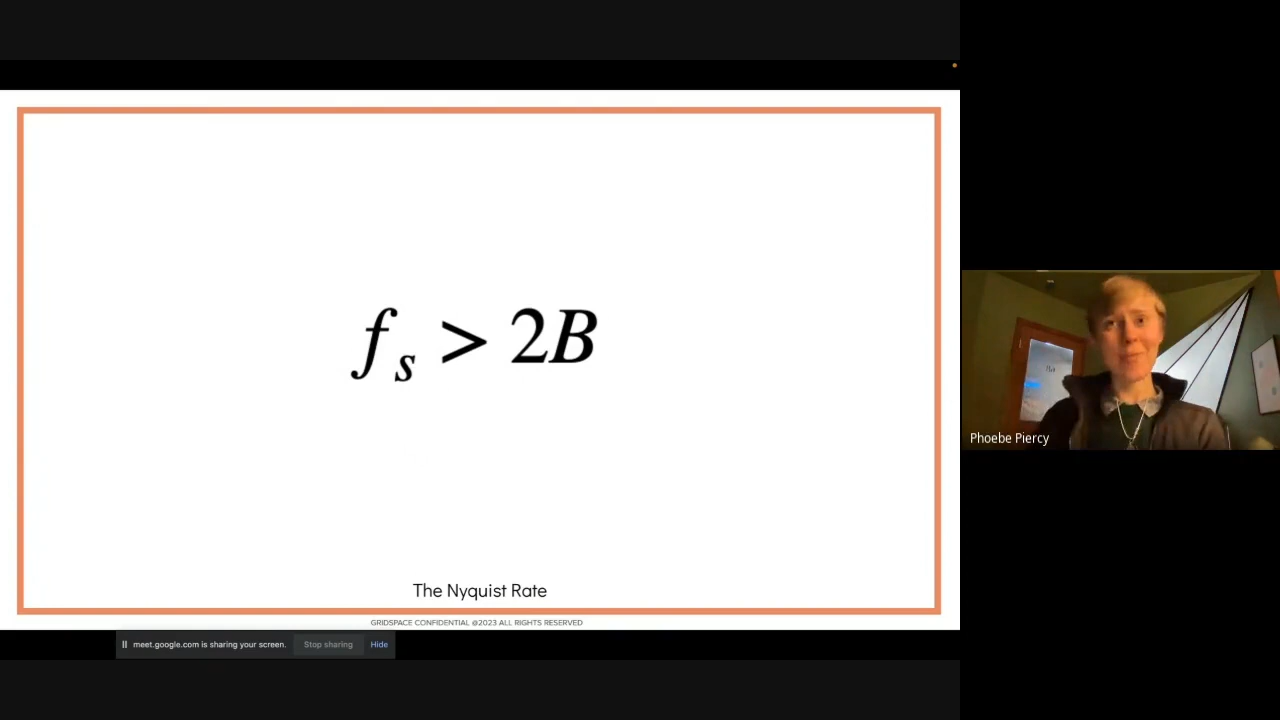 f_s > 2B
The Nyquist Rate
GRIDSPACE CONFIDENTIAL @2023 ALL RIGHTS RESERVED
meet.google.com is sharing your screen. Stop sharing Hide
Phoebe Piercy